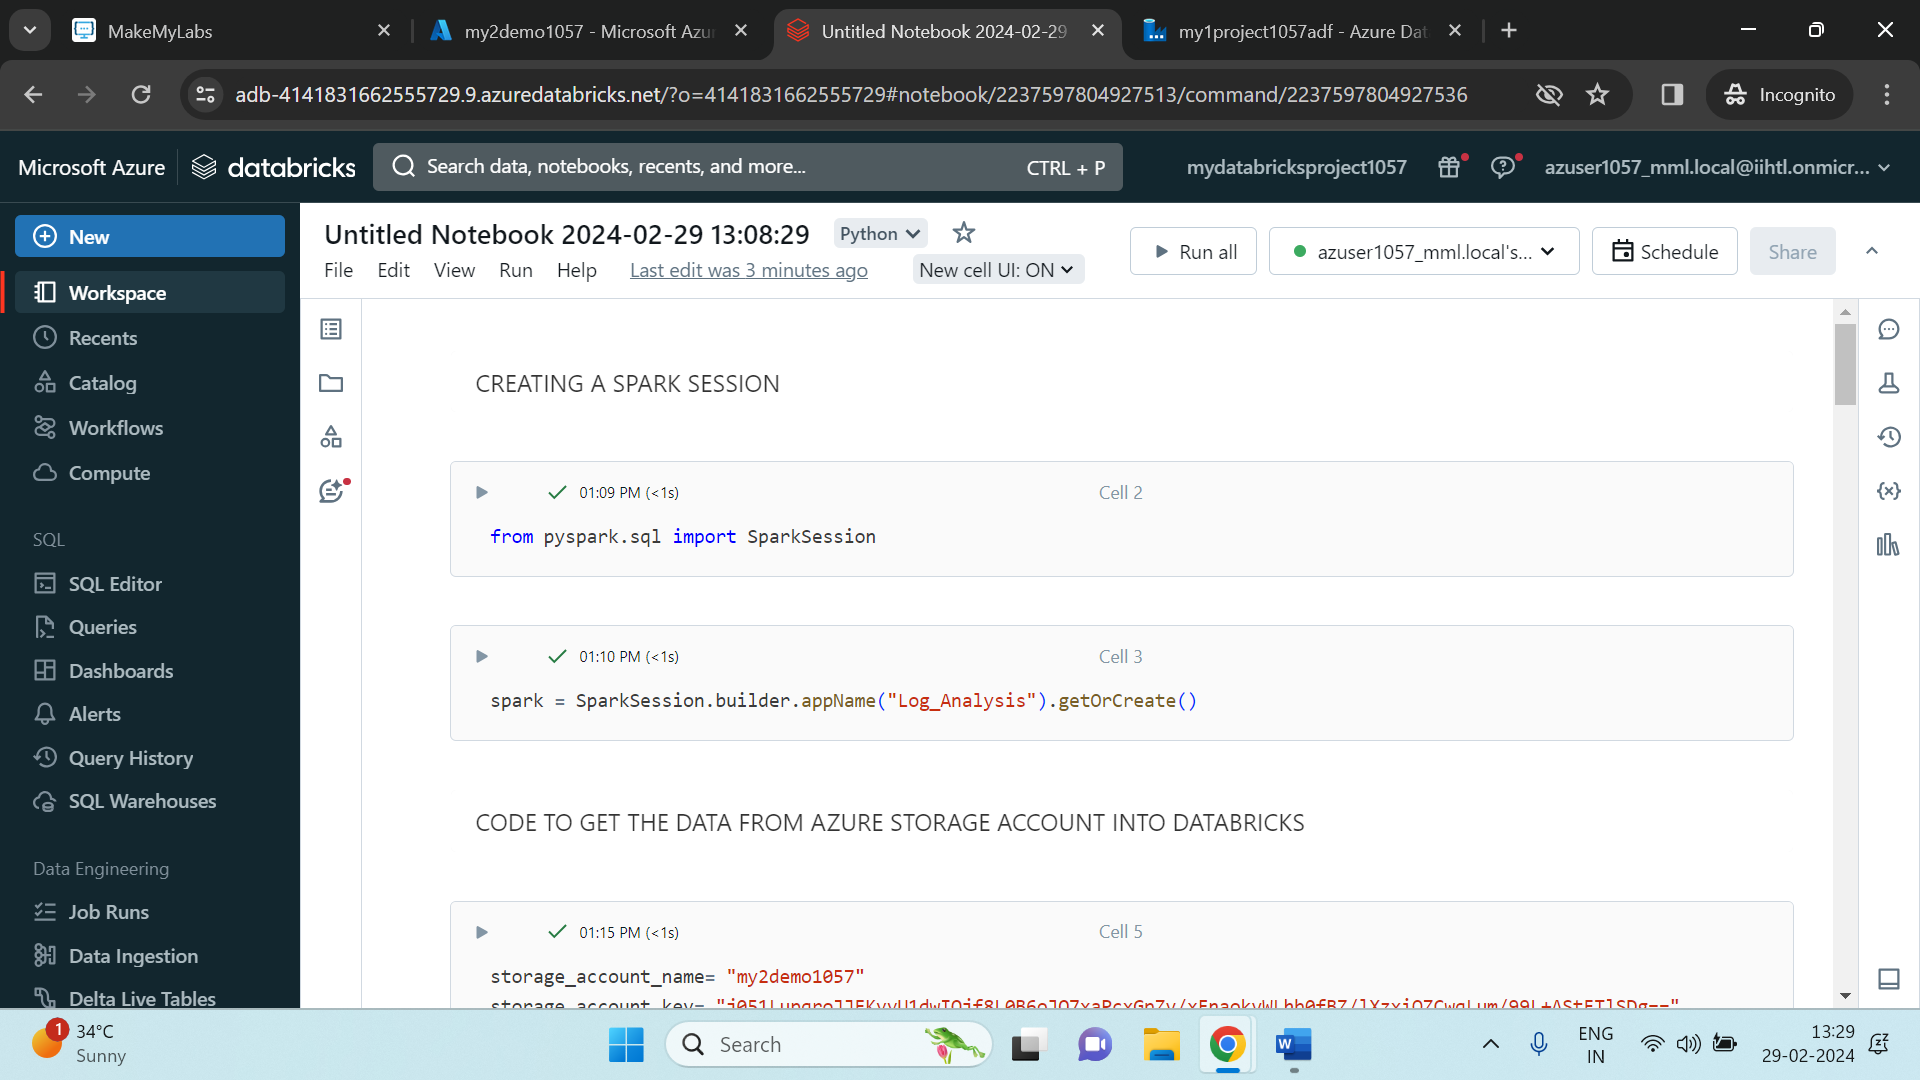 MakeMyLabs
my2demo1057 - Microsoft Azur
Untitled Notebook 2024-02-29
my1project1057adf - Azure Dat
adb-4141831662555729.9.azuredatabricks.net/?o=4141831662555729#notebook/2237597804927513/command/2237597804927536
Incognito
Microsoft Azure
databricks
Search data, notebooks, recents, and more...
CTRL + P
mydatabricksproject1057
azuser1057_mml.local@iihtl.onmicr...
New
Workspace
Recents
Catalog
Workflows
Compute
SQL
SQL Editor
Queries
Dashboards
Alerts
Query History
SQL Warehouses
Data Engineering
Job Runs
Data Ingestion
Delta Live Tables
Untitled Notebook 2024-02-29 13:08:29
Python
File Edit View Run Help
Last edit was 3 minutes ago
New cell UI: ON
Run all
azuser1057_mml.local's...
Schedule
Share
CREATING A SPARK SESSION
01:09 PM (<1s)
Cell 2
from pyspark.sql import SparkSession
01:10 PM (<1s)
Cell 3
spark = SparkSession.builder.appName("Log_Analysis").getOrCreate()
CODE TO GET THE DATA FROM AZURE STORAGE ACCOUNT INTO DATABRICKS
01:15 PM (<1s)
Cell 5
storage_account_name= "my2demo1057"
storage_account_key=
1
34°C
Sunny
Search
ENG
IN
13:29
29-02-2024